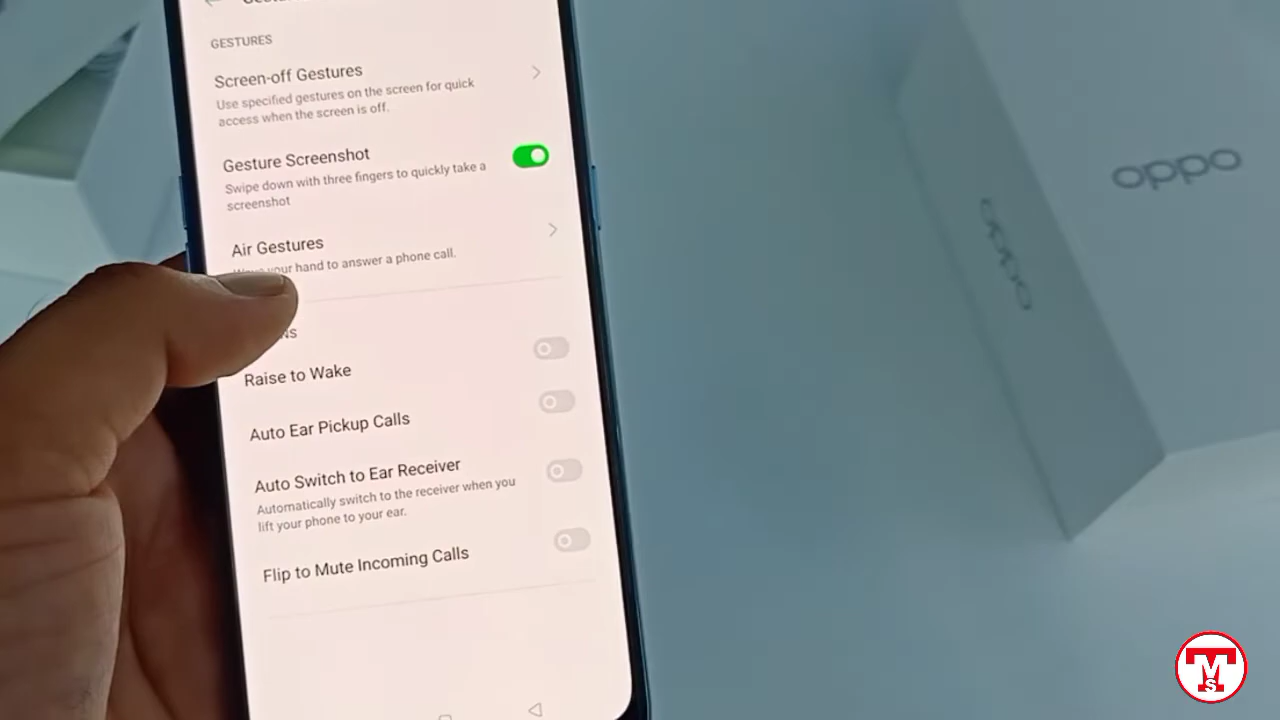 GESTURES
Screen-off Gestures
Use specified gestures on the screen for quick
access when the screen is off.
Gesture Screenshot
Swipe down with three fingers to quickly take a
screenshot
Air Gestures
your hand to answer a phone call.
Raise to Wake
Auto Ear Pickup Calls
Auto Switch to Ear Receiver
Automatically switch to the receiver when you
lift your phone to your ear.
Flip to Mute Incoming Calls
oppo
oppo
TMs